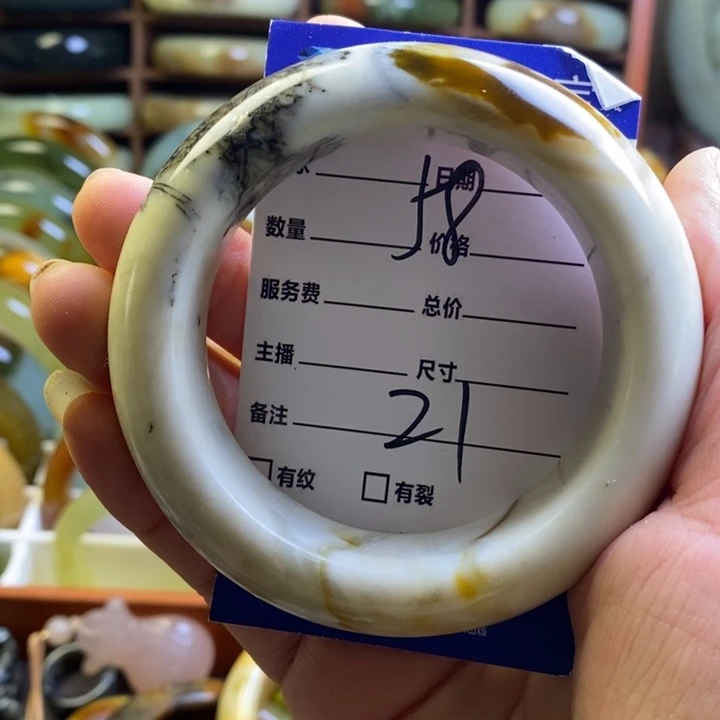 日期
58
数量 价格
服务费 总价
主播 尺寸
备注 21
有纹 有裂